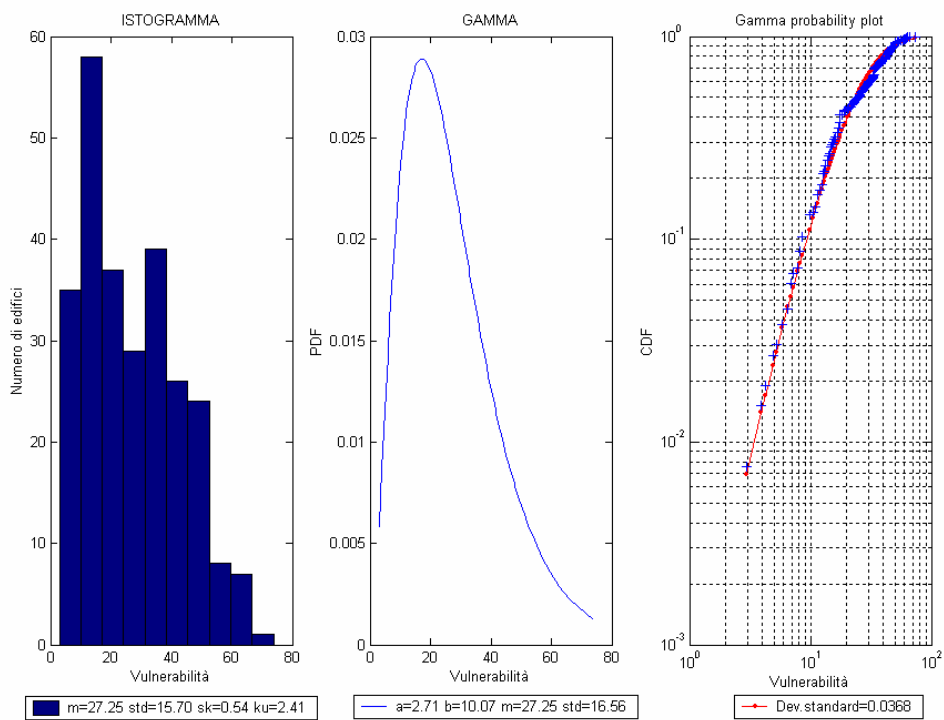 ISTOGRAMMA
60
50
40
30
20
10
0
Numero di edifici
0 20 40 60 80
Vulnerabilità
m=27.25 std=15.70 sk=0.54 ku=2.41
GAMMA
0.03
0.025
0.02
0.015
0.01
0.005
0
PDF
0 20 40 60 80
Vulnerabilità
a=2.71 b=10.07 m=27.25 std=16.56
Gamma probability plot
10^0
10^-1
10^-2
10^-3
CDF
10^0 10^1 10^2
Vulnerabilità
Dev.standard=0.0368